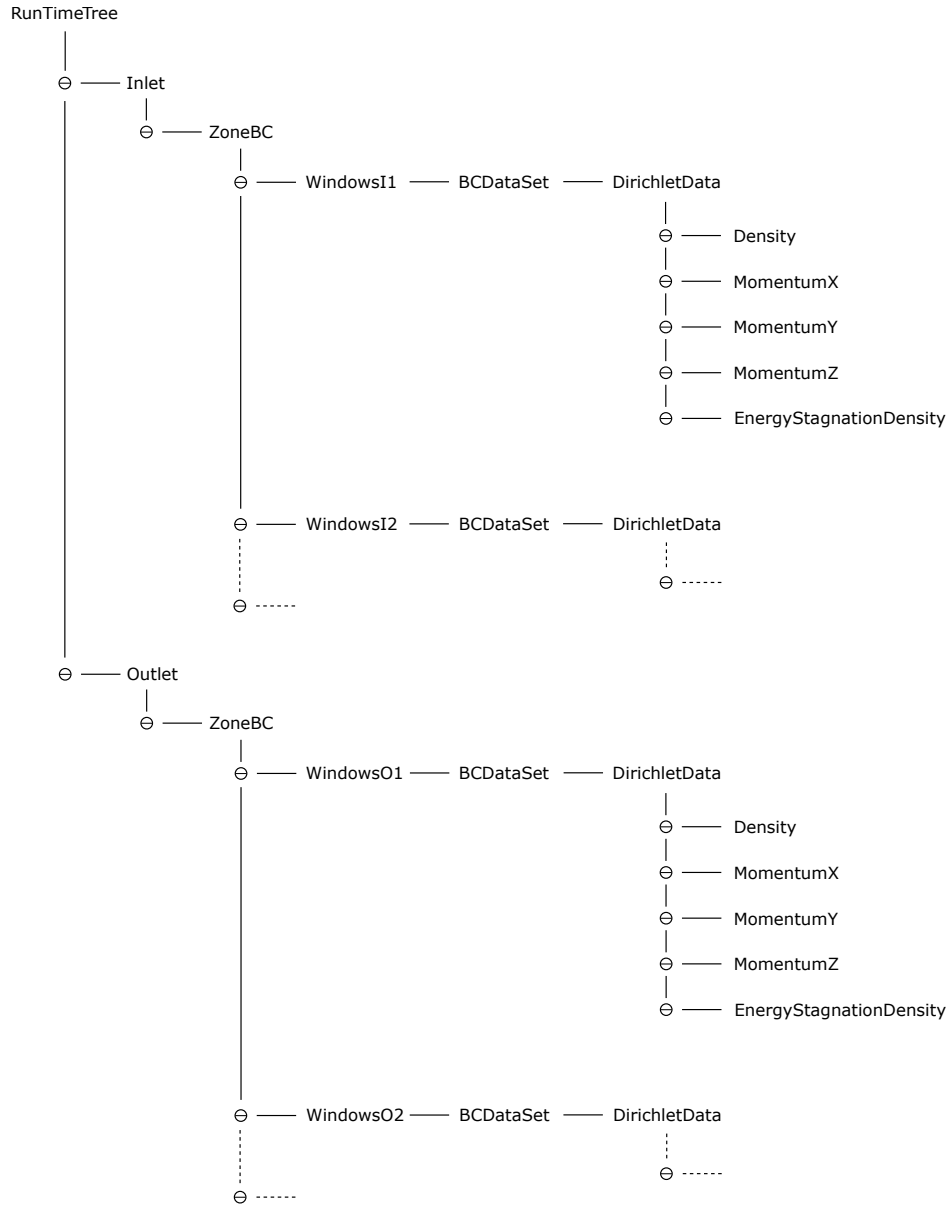 RunTimeTree
Inlet
ZoneBC
WindowsI1 BCDataSet DirichletData
Density
MomentumX
MomentumY
MomentumZ
EnergyStagnationDensity
WindowsI2 BCDataSet DirichletData
Outlet
ZoneBC
WindowsO1 BCDataSet DirichletData
Density
MomentumX
MomentumY
MomentumZ
EnergyStagnationDensity
WindowsO2 BCDataSet DirichletData